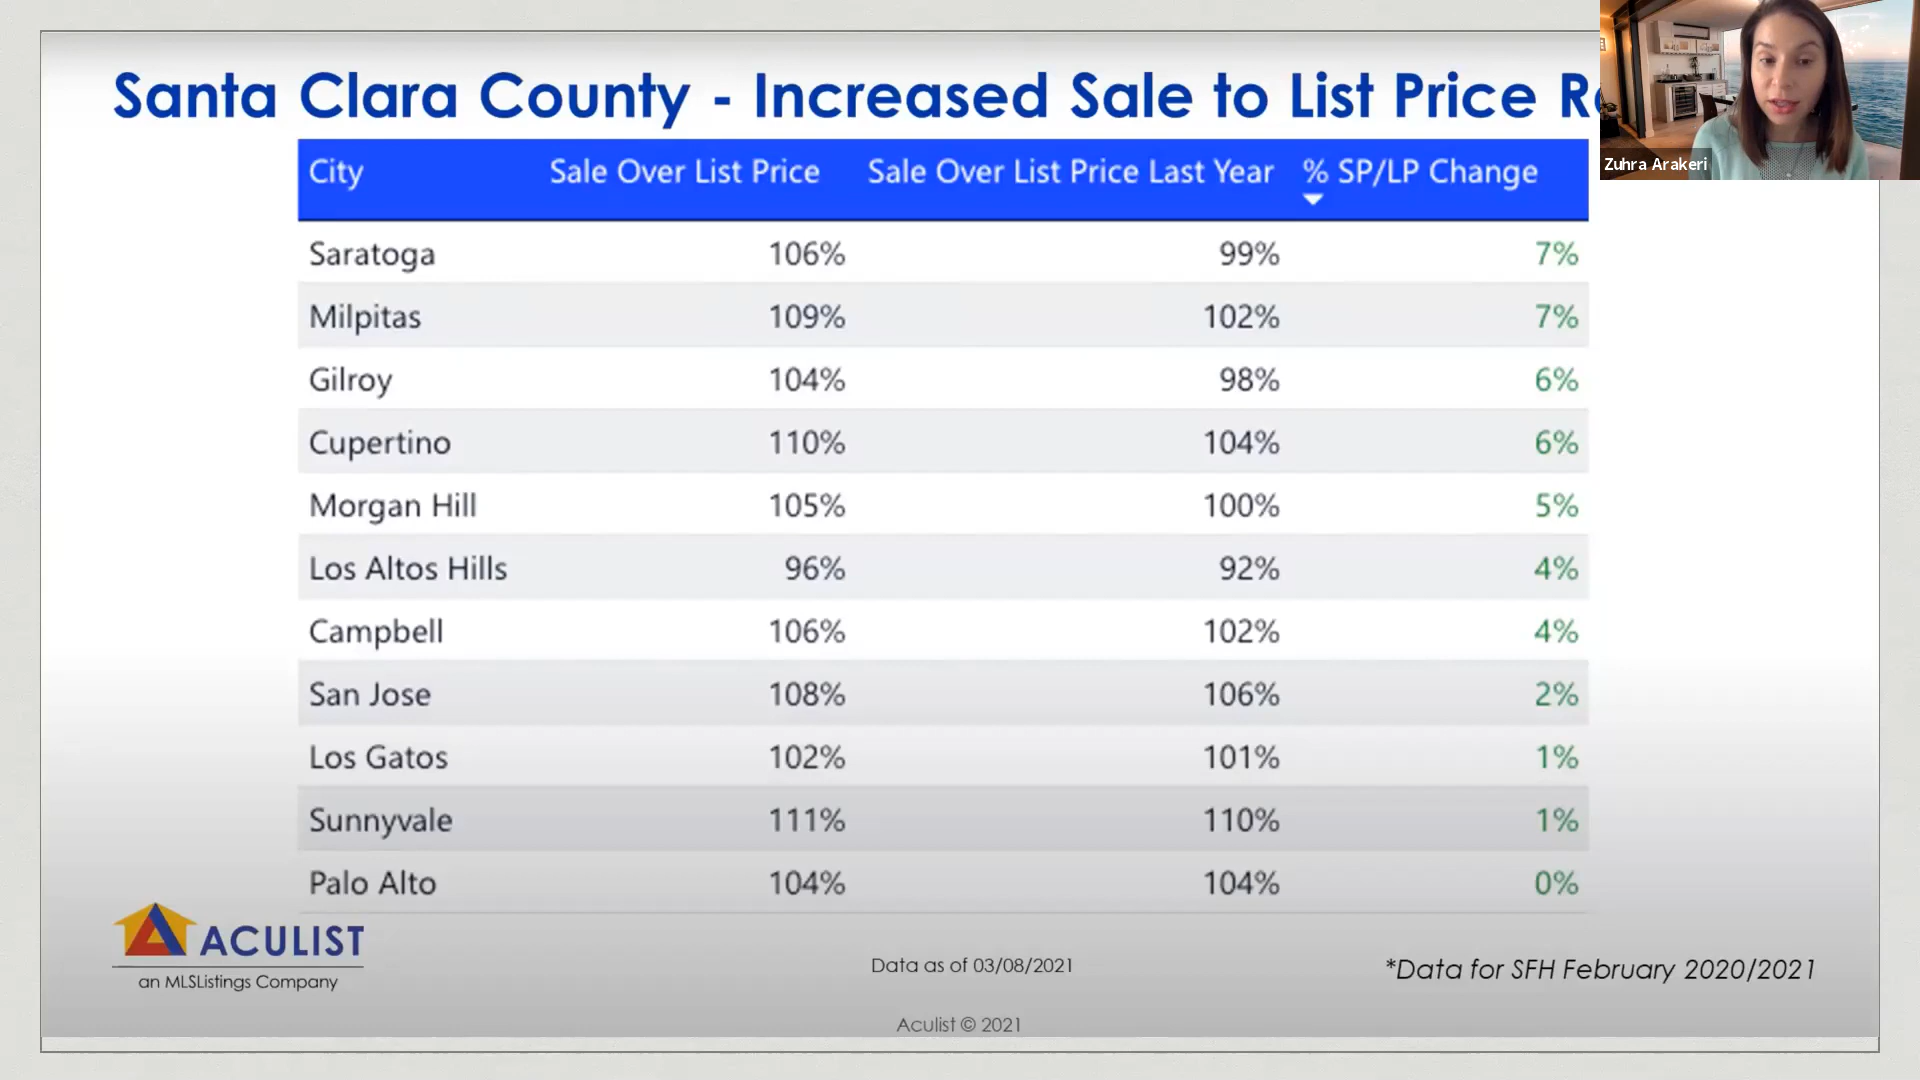 Santa Clara County - Increased Sale to List Price
Zuhra Arakeri
City Sale Over List Price Sale Over List Price Last Year % SP/LP Change
Saratoga 106% 99% 7%
Milpitas 109% 102% 7%
Gilroy 104% 98% 6%
Cupertino 110% 104% 6%
Morgan Hill 105% 100% 5%
Los Altos Hills 96% 92% 4%
Campbell 106% 102% 4%
San Jose 108% 106% 2%
Los Gatos 102% 101% 1%
Sunnyvale 111% 110% 1%
Palo Alto 104% 104% 0%
ACULIST
an MLSListings Company
Data as of 03/08/2021
*Data for SFH February 2020/2021
Aculist © 2021